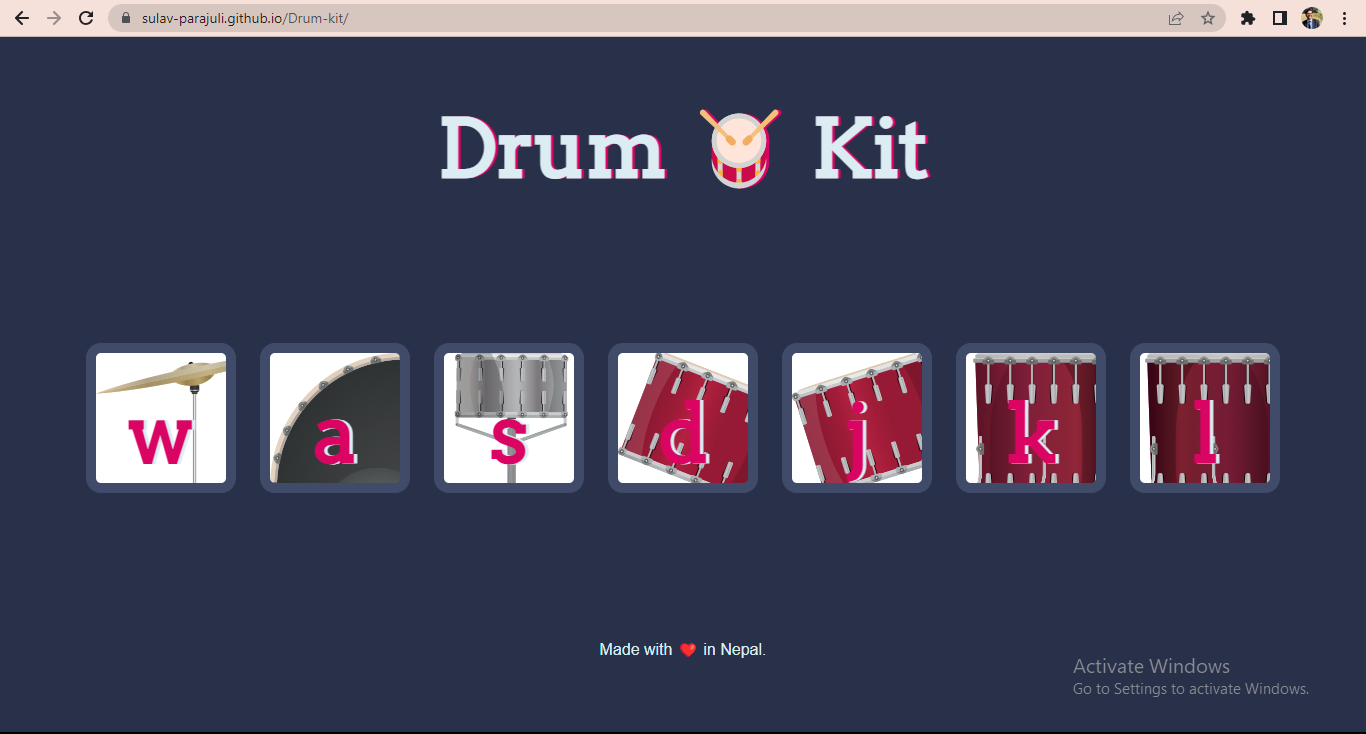 sulav-parajuli.github.io/Drum-kit/
Drum 🥁 Kit
w a s d j k l
Made with ❤️ in Nepal.
Activate Windows
Go to Settings to activate Windows.